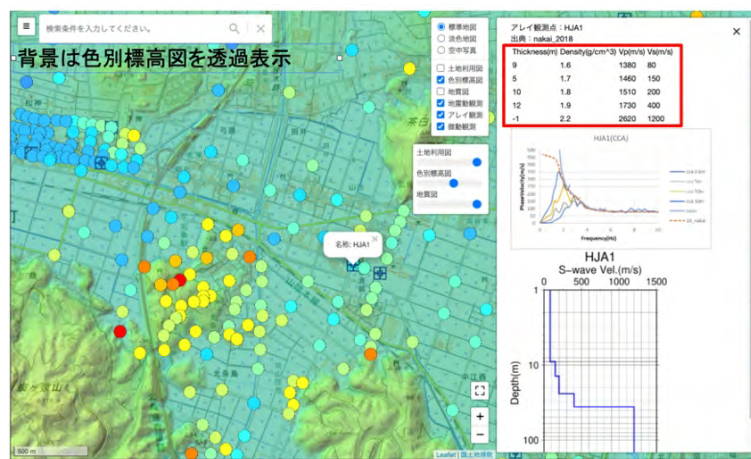 検索条件を入力してください。
背景は色別標高図を透過表示
標準地図
淡色地図
空中写真
土地利用図
色別標高図
地質図
地震動観測
アレイ観測
微動観測
土地利用図
色別標高図
地質図
名称: HJA1
500 m
Leaflet | 国土地理院
アレイ観測点：HJA1
出典：nakai_2018
Thickness(m) Density(g/cm^3) Vp(m/s) Vs(m/s)
9 1.6 1380 80
5 1.7 1460 150
10 1.8 1510 200
12 1.9 1730 400
-1 2.2 2620 1200
HJA1(CCA)
PhaseVelocity(m/s)
Frequency(Hz)
HJA1
S-wave Vel.(m/s)
0 500 1000 1500
1
10
100
Depth(m)